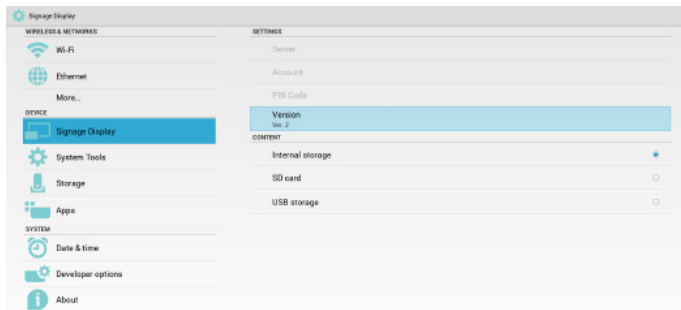 Signage Display
WIRELESS & NETWORKS
Wi-Fi
Ethernet
More...
DEVICE
Signage Display
System Tools
Storage
Apps
SYSTEM
Date & time
Developer options
About
SETTINGS
Server
Account
PIN Code
Version
Ver. 2
CONTENT
Internal storage
SD card
USB storage